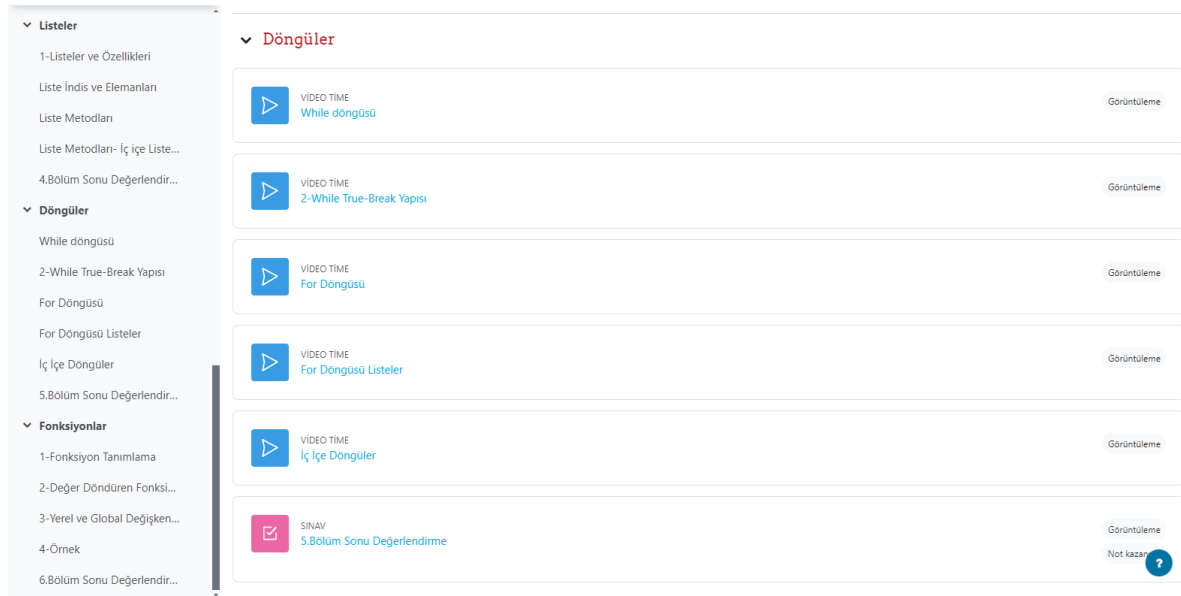 Listeler
1-Listeler ve Özellikleri
Liste İndis ve Elemanları
Liste Metodları
Liste Metodları- İç içe Liste...
4.Bölüm Sonu Değerlendir...
Döngüler
While döngüsü
2-While True-Break Yapısı
For Döngüsü
For Döngüsü Listeler
İç İçe Döngüler
5.Bölüm Sonu Değerlendir...
Fonksiyonlar
1-Fonksiyon Tanımlama
2-Değer Döndüren Fonksi...
3-Yerel ve Global Değişken...
4-Örnek
6.Bölüm Sonu Değerlendir...
Döngüler
VİDEO TİME
While döngüsü
Görüntüleme
VİDEO TİME
2-While True-Break Yapısı
Görüntüleme
VİDEO TİME
For Döngüsü
Görüntüleme
VİDEO TİME
For Döngüsü Listeler
Görüntüleme
VİDEO TİME
İç İçe Döngüler
Görüntüleme
SINAV
5.Bölüm Sonu Değerlendirme
Görüntüleme
Not
?